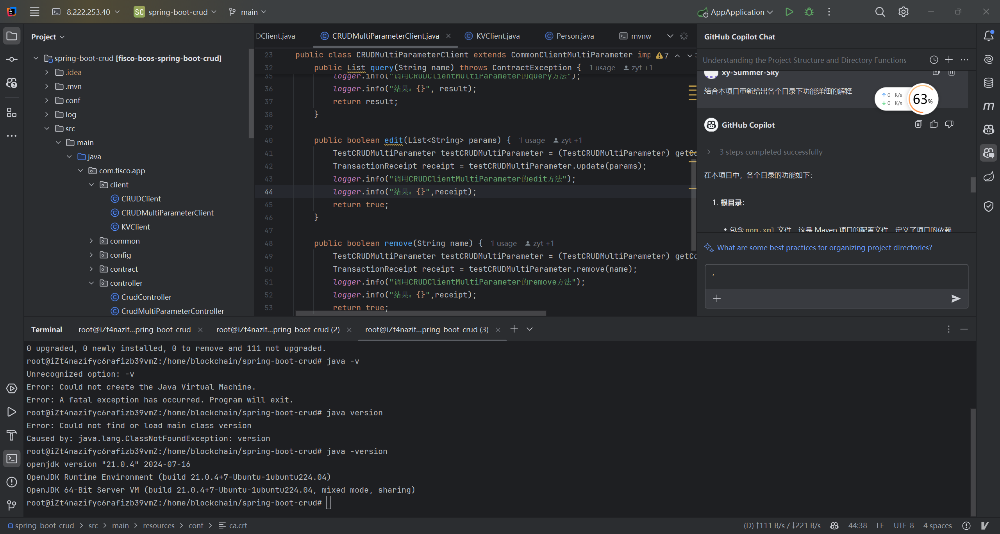 8.222.253.40
SC spring-boot-crud
main
AppApplication
Project
spring-boot-crud [fisco-bcos-spring-boot-crud]
.idea
.mvn
conf
log
src
main
java
com.fisco.app
client
CRUDClient
CRUDMultiParameterClient
KVClient
common
config
contract
controller
CrudController
CrudMultiParameterController
DClient.java
CRUDMultiParameterClient.java
KVClient.java
Person.java
mvnw
23 public class CRUDMultiParameterClient extends CommonClientMultiParameter imp 7
32 public List query(String name) throws ContractException { 1 usage zyt +1
35 logger.info("调用CRUDClientMultiParameter的query方法");
36 logger.info("结果: {}", result);
37 return result;
38 }
39
40 public boolean edit(List<String> params) { 1 usage zyt +1
41 TestCRUDMultiParameter testCRUDMultiParameter = (TestCRUDMultiParameter) getCo
42 TransactionReceipt receipt = testCRUDMultiParameter.update(params);
43 logger.info("调用CRUDClientMultiParameter的edit方法");
44 logger.info("结果: {}",receipt);
45 return true;
46 }
47
48 public boolean remove(String name) { 1 usage zyt +1
49 TestCRUDMultiParameter testCRUDMultiParameter = (TestCRUDMultiParameter) getCo
50 TransactionReceipt receipt = testCRUDMultiParameter.remove(name);
51 logger.info("调用CRUDClientMultiParameter的remove方法");
52 logger.info("结果: {}",receipt);
53 return true;
GitHub Copilot Chat
Understanding the Project Structure and Directory Functions
xy-Summer-Sky
结合本项目重新给出各个目录下功能详细的解释
↑ 0 K/s
↓ 0 K/s
63%
GitHub Copilot
3 steps completed successfully
在本项目中，各个目录的功能如下：
1. 根目录：
• 包含 pom.xml 文件，这是 Maven 项目的配置文件，定义了项目的依赖、
What are some best practices for organizing project directories?
‘
Terminal
root@iZt4nazif...pring-boot-crud
root@iZt4nazif...pring-boot-crud (2)
root@iZt4nazif...pring-boot-crud (3)
0 upgraded, 0 newly installed, 0 to remove and 111 not upgraded.
root@iZt4nazifyc6rafizb39vmZ:/home/blockchain/spring-boot-crud# java -v
Unrecognized option: -v
Error: Could not create the Java Virtual Machine.
Error: A fatal exception has occurred. Program will exit.
root@iZt4nazifyc6rafizb39vmZ:/home/blockchain/spring-boot-crud# java version
Error: Could not find or load main class version
Caused by: java.lang.ClassNotFoundException: version
root@iZt4nazifyc6rafizb39vmZ:/home/blockchain/spring-boot-crud# java -version
openjdk version "21.0.4" 2024-07-16
OpenJDK Runtime Environment (build 21.0.4+7-Ubuntu-1ubuntu224.04)
OpenJDK 64-Bit Server VM (build 21.0.4+7-Ubuntu-1ubuntu224.04, mixed mode, sharing)
root@iZt4nazifyc6rafizb39vmZ:/home/blockchain/spring-boot-crud#
spring-boot-crud > src > main > resources > conf > ca.crt
(D) ↑111 B/s / ↓221 B/s
44:38
LF
UTF-8
4 spaces